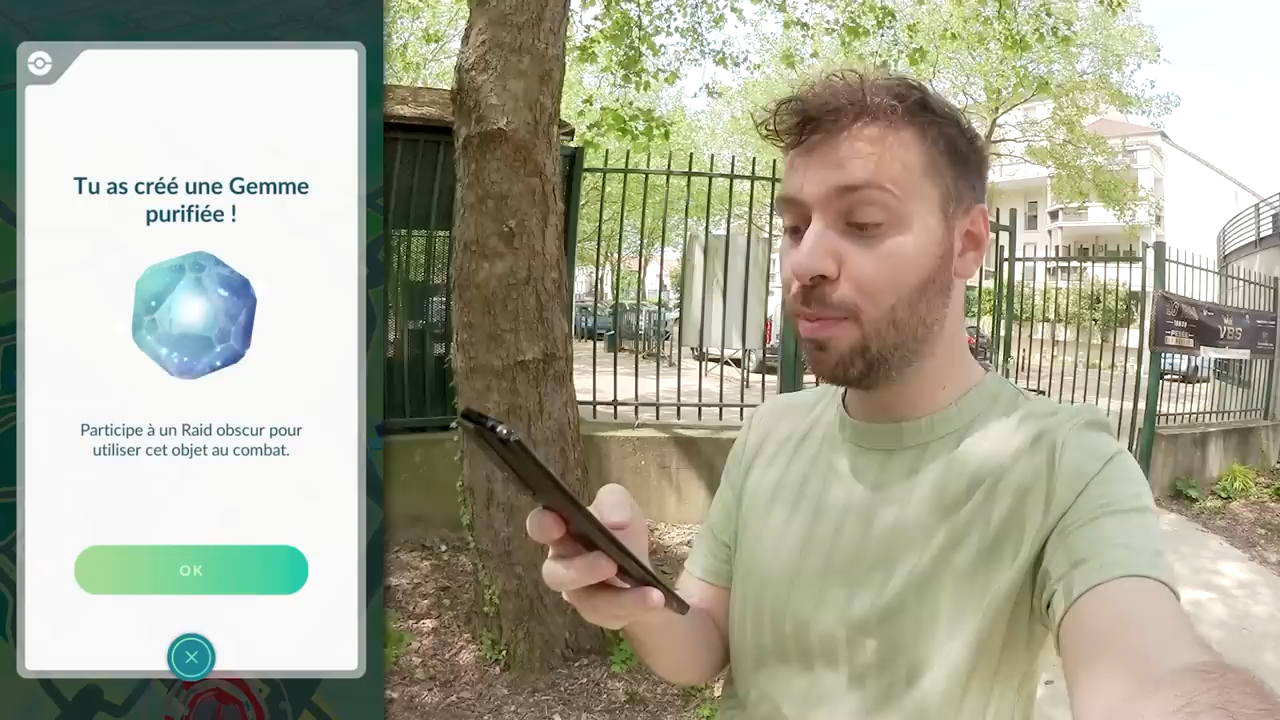 Tu as créé une Gemme
purifiée !
Participe à un Raid obscur pour
utiliser cet objet au combat.
OK
VBS